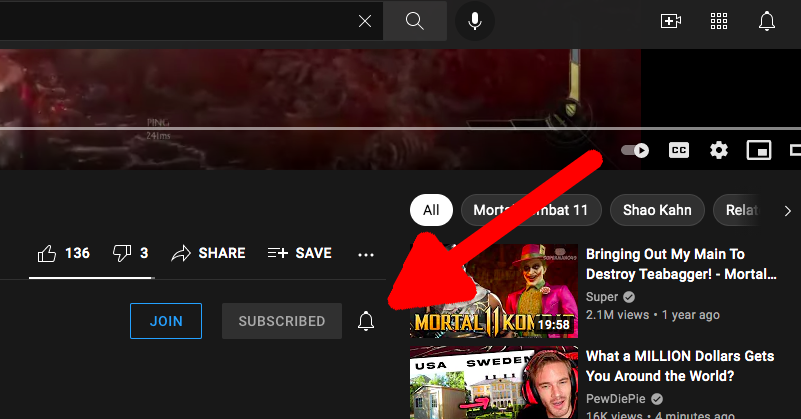 PING
241ms
CC
All
Mortal Kombat 11
Shao Kahn
Relat
136
3
SHARE
SAVE
JOIN
SUBSCRIBED
MORTAL 11 KOMBAT
19:58
Bringing Out My Main To
Destroy Teabagger! - Mortal...
Super
2.1M views • 1 year ago
USA SWEDEN
What a MILLION Dollars Gets
You Around the World?
PewDiePie
16K views • 4 minutes ago